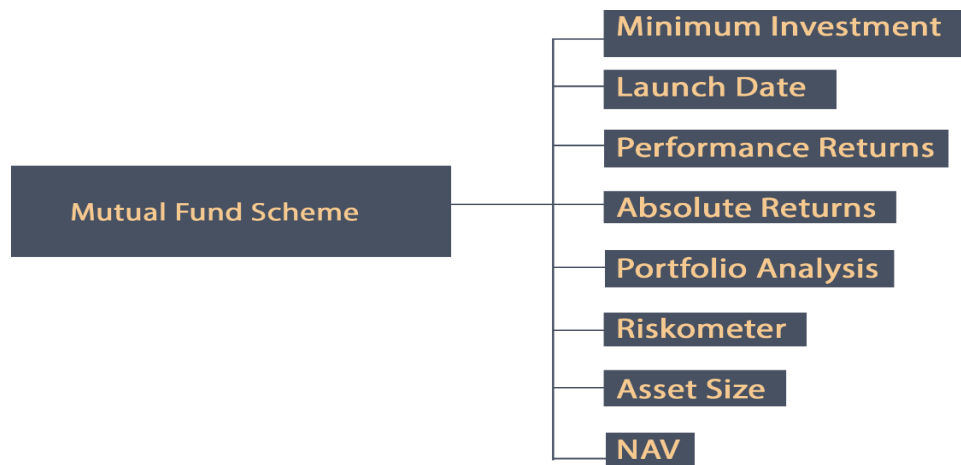 Minimum Investment
Launch Date
Performance Returns
Mutual Fund Scheme
Absolute Returns
Portfolio Analysis
Riskometer
Asset Size
NAV